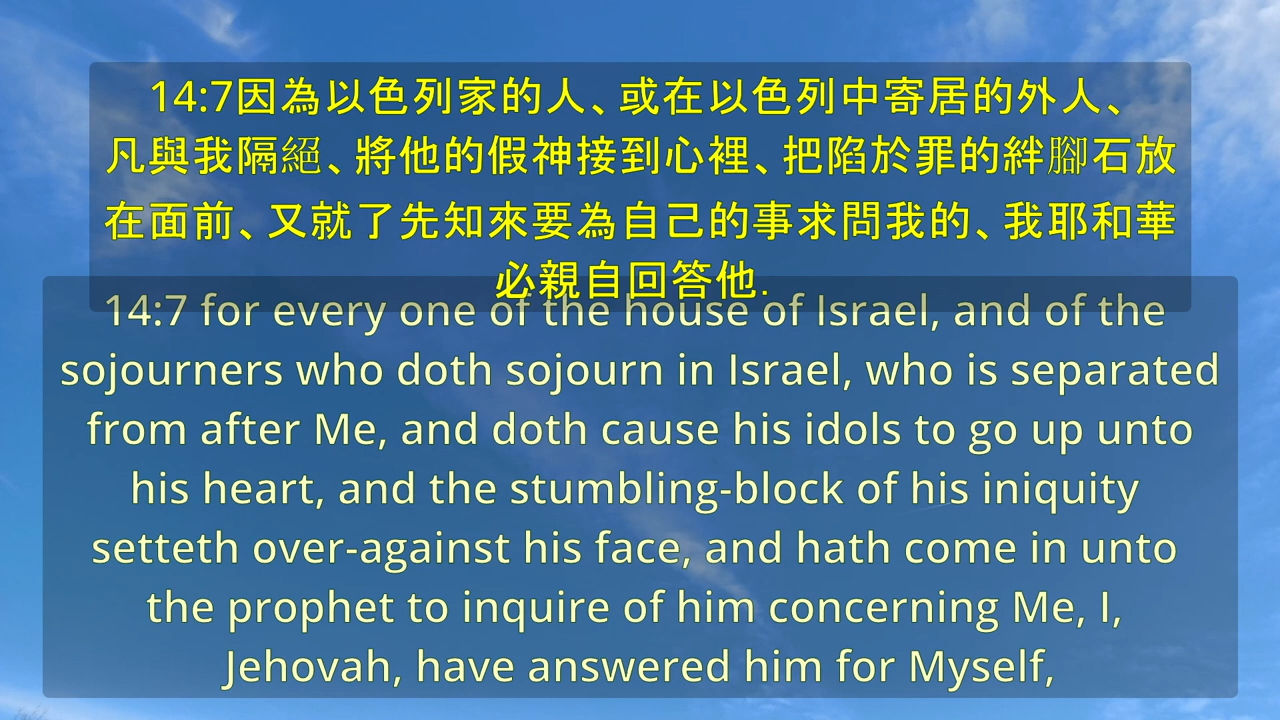 14:7因為以色列家的人、或在以色列中寄居的外人、
凡與我隔絕、將他的假神接到心裡、把陷於罪的絆腳石放
在面前、又就了先知來要為自己的事求問我的、我耶和華
必親自回答他.
14:7 for every one of the house of Israel, and of the
sojourners who doth sojourn in Israel, who is separated
from after Me, and doth cause his idols to go up unto
his heart, and the stumbling-block of his iniquity
setteth over-against his face, and hath come in unto
the prophet to inquire of him concerning Me, I,
Jehovah, have answered him for Myself,